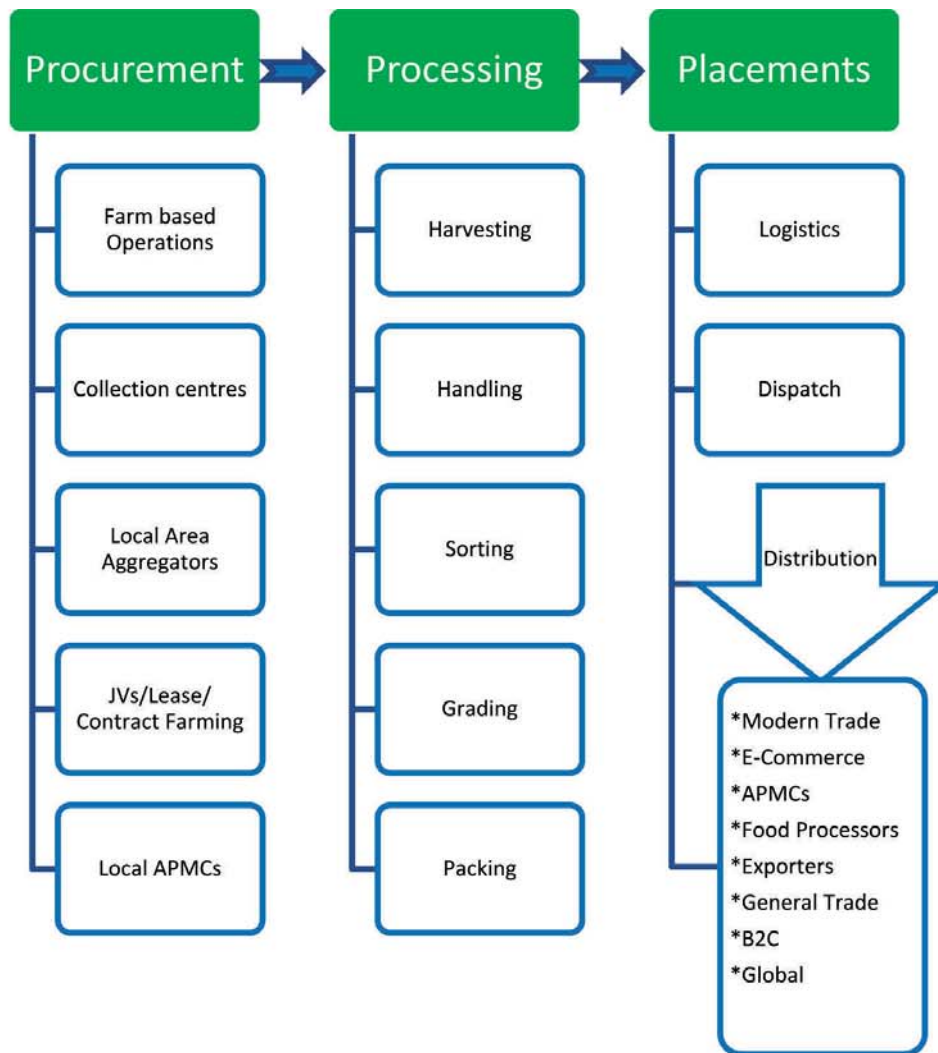 Procurement
Processing
Placements
Farm based
Operations
Collection centres
Local Area
Aggregators
JVs/Lease/
Contract Farming
Local APMCs
Harvesting
Handling
Sorting
Grading
Packing
Logistics
Dispatch
Distribution
*Modern Trade
*E-Commerce
*APMCs
*Food Processors
*Exporters
*General Trade
*B2C
*Global